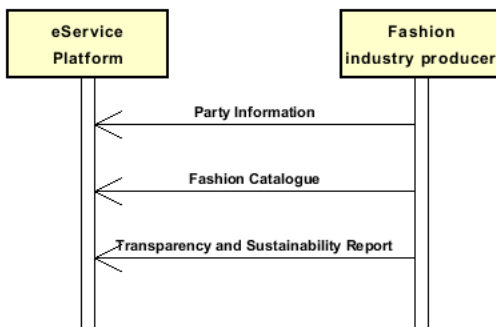 eService
Platform
Fashion
industry producer
Party Information
Fashion Catalogue
Transparency and Sustainability Report